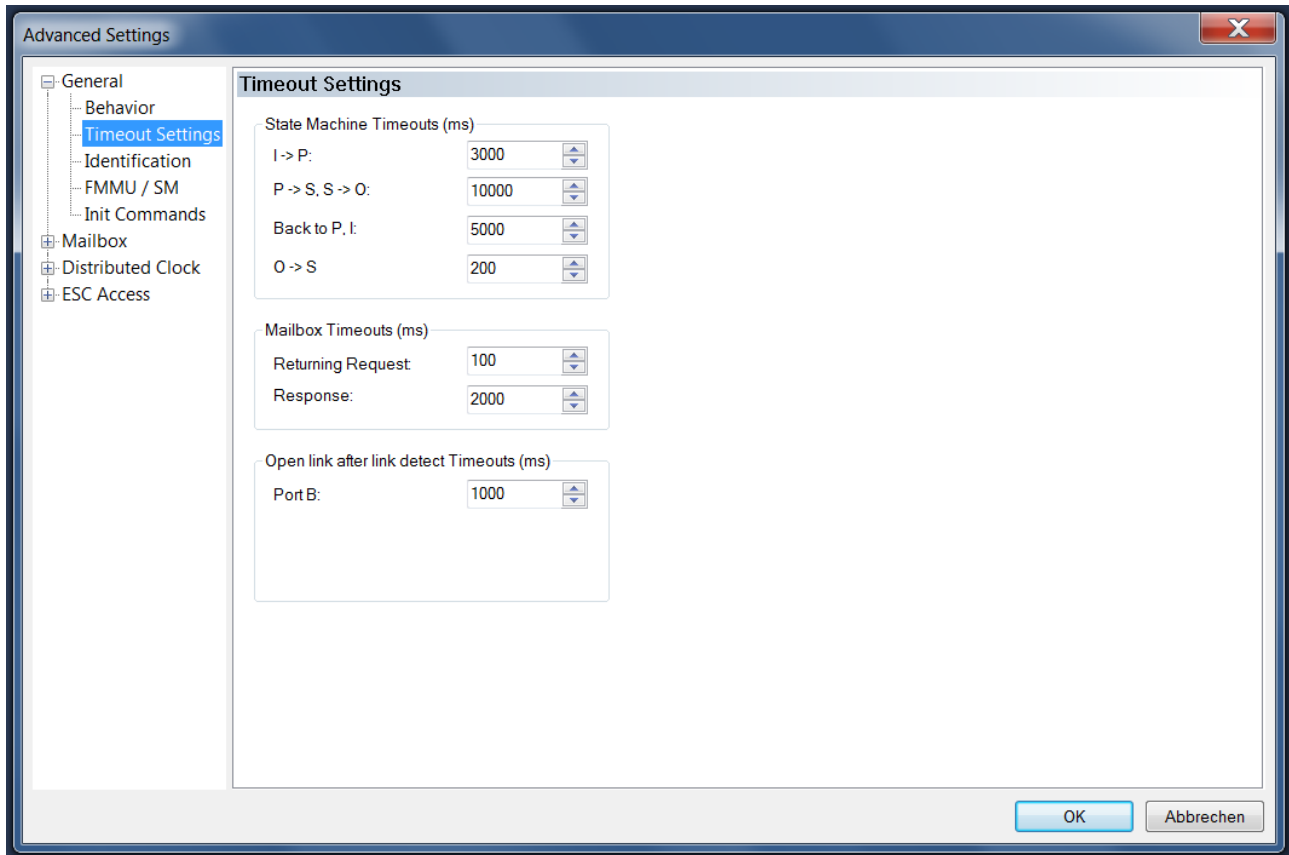 Advanced Settings
General
Behavior
Timeout Settings
Identification
FMMU / SM
Init Commands
Mailbox
Distributed Clock
ESC Access
Timeout Settings
State Machine Timeouts (ms)
I -> P: 3000
P -> S, S -> O: 10000
Back to P, I: 5000
O -> S 200
Mailbox Timeouts (ms)
Returning Request: 100
Response: 2000
Open link after link detect Timeouts (ms)
Port B: 1000
OK Abbrechen